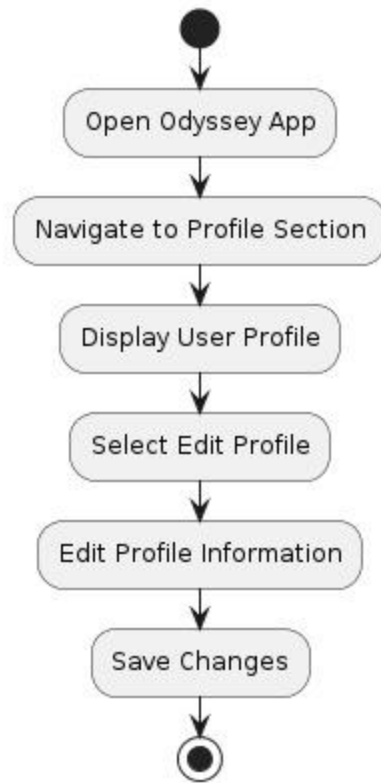 Open Odyssey App
Navigate to Profile Section
Display User Profile
Select Edit Profile
Edit Profile Information
Save Changes